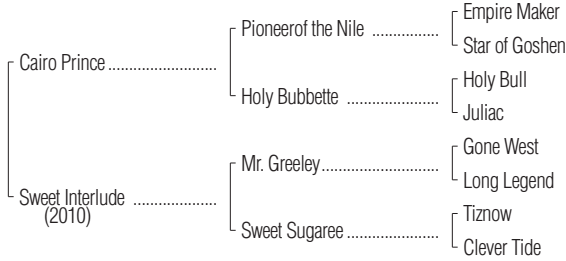 Empire Maker
Pioneerof the Nile ..................
Star of Goshen
Cairo Prince .............................
Holy Bull
Holy Bubbette .........................
Juliac
Gone West
Mr. Greeley................................
Long Legend
Sweet Interlude ......................
(2010)
Tiznow
Sweet Sugaree .........................
Clever Tide